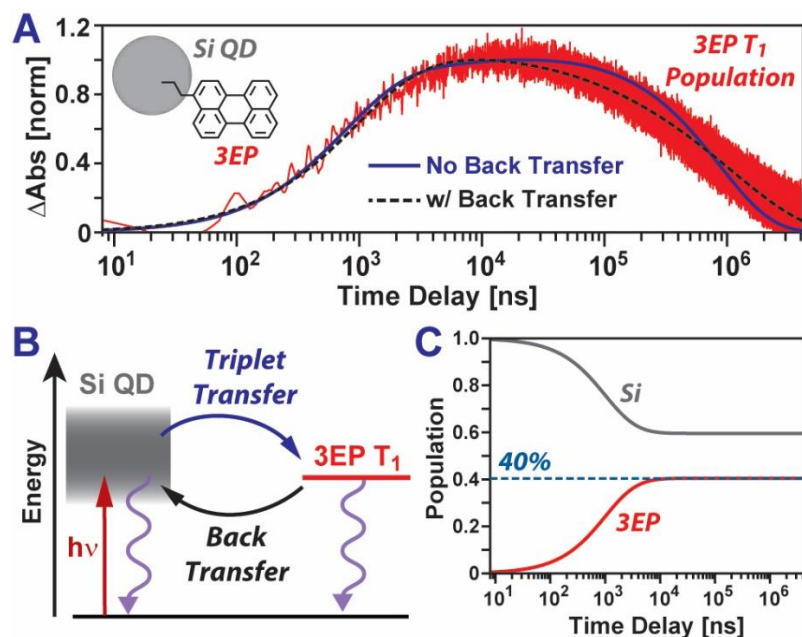 A
Si QD
3EP
3EP T₁
Population
No Back Transfer
w/ Back Transfer
ΔAbs [norm]
1.2
1.0
0.8
0.4
0
10¹ 10² 10³ 10⁴ 10⁵ 10⁶
Time Delay [ns]
B
Energy
Si QD
Triplet
Transfer
3EP T₁
hν
Back
Transfer
C
Population
1.0
0.8
0.6
0.4
0.2
0
Si
40%
3EP
10¹ 10² 10³ 10⁴ 10⁵ 10⁶
Time Delay [ns]